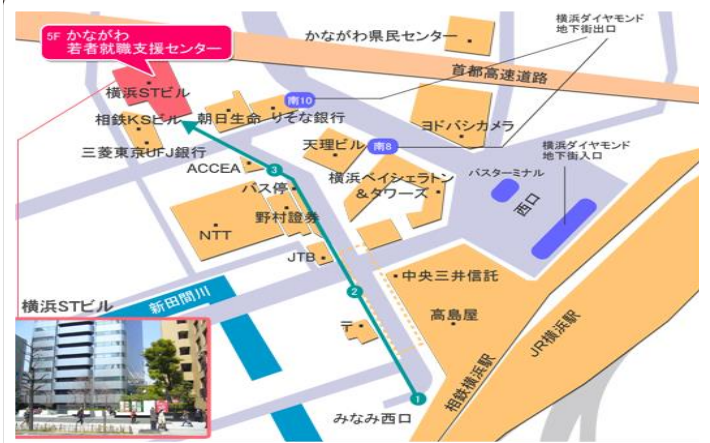 5F かながわ
若者就職支援センター
かながわ県民センター
横浜ダイヤモンド
地下街出口
首都高速道路
横浜STビル
南10
相鉄KSビル
朝日生命
りそな銀行
ヨドバシカメラ
南8
天理ビル
横浜ダイヤモンド
地下街入口
三菱東京UFJ銀行
ACCEA
3
バス停
横浜ベイシェラトン
&タワーズ
バスターミナル
西口
野村證券
NTT
JTB
中央三井信託
2
新田間川
横浜STビル
高島屋
〒
JR横浜駅
相鉄横浜駅
1
みなみ西口